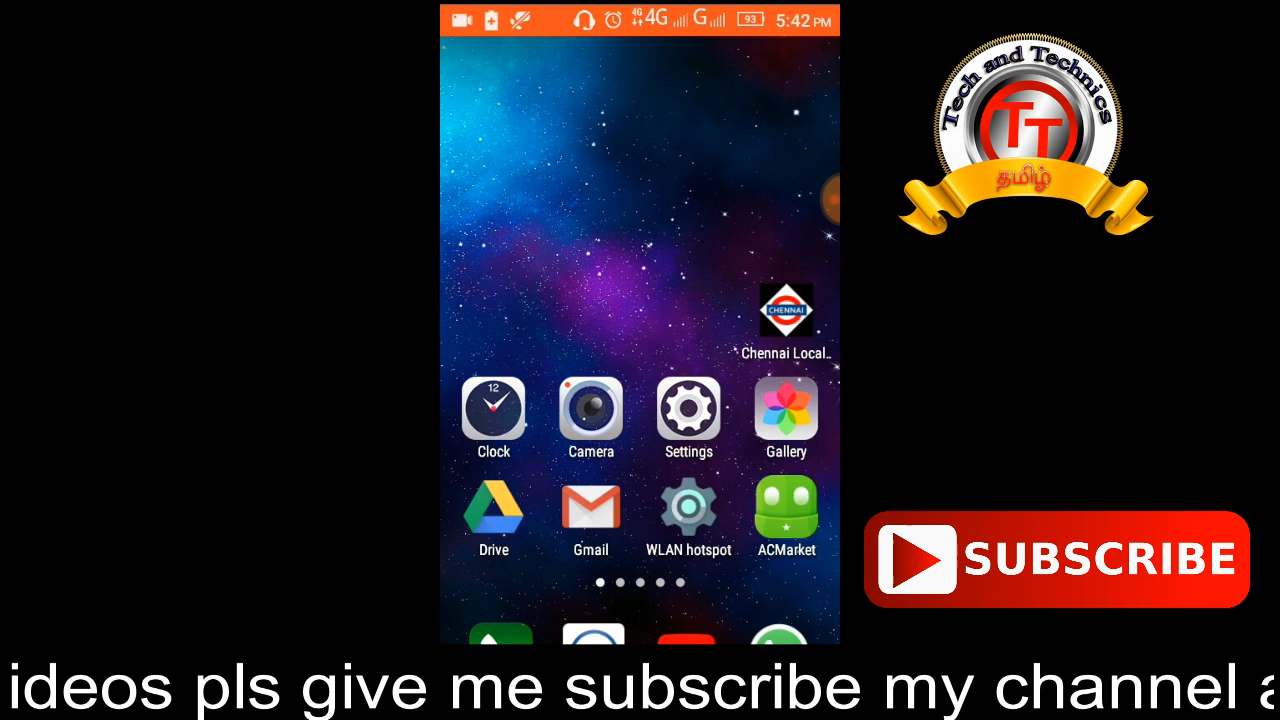 4G 4G G 93 5:42 PM
Tech and Technics
TT
தமிழ்
CHENNAI
Chennai Local..
12
Clock
Camera
Settings
Gallery
Drive
Gmail
WLAN hotspot
ACMarket
SUBSCRIBE
ideos pls give me subscribe my channel a